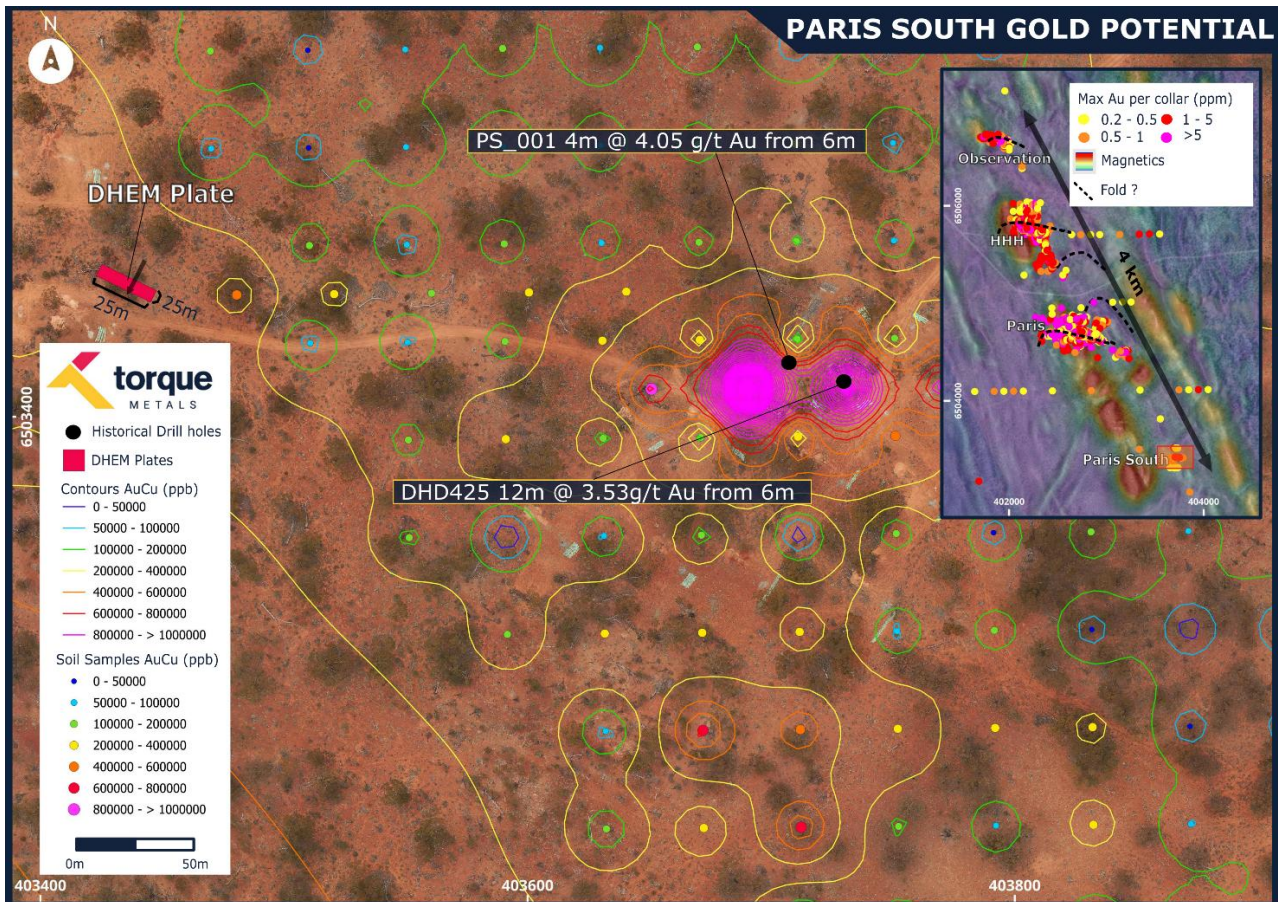 PARIS SOUTH GOLD POTENTIAL
N
PS_001 4m @ 4.05 g/t Au from 6m
DHEM Plate
25m
25m
DHD425 12m @ 3.53g/t Au from 6m
Max Au per collar (ppm)
0.2 - 0.5
1 - 5
0.5 - 1
>5
Magnetics
Fold ?
Observation
HHH
Paris
Paris South
4 km
6506000
6504000
402000
404000
6503400
torque
METALS
Historical Drill holes
DHEM Plates
Contours AuCu (ppb)
0 - 50000
50000 - 100000
100000 - 200000
200000 - 400000
400000 - 600000
600000 - 800000
800000 - > 1000000
Soil Samples AuCu (ppb)
0 - 50000
50000 - 100000
100000 - 200000
200000 - 400000
400000 - 600000
600000 - 800000
800000 - > 1000000
0m
50m
403400
403600
403800